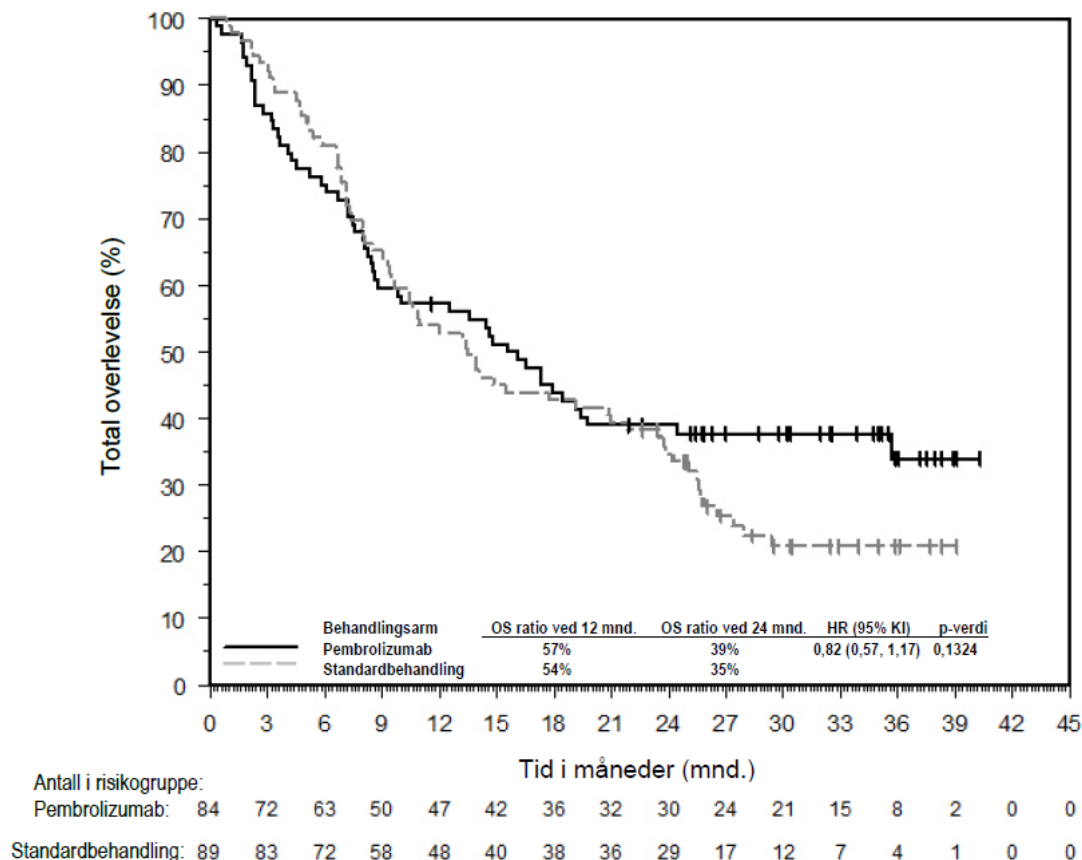 100
90
80
70
60
50
40
30
20
10
0
Total overlevelse (%)
Behandlingsarm OS ratio ved 12 mnd. OS ratio ved 24 mnd. HR (95% KI) p-verdi
Pembrolizumab 57% 39% 0,82 (0,57, 1,17) 0,1324
Standardbehandling 54% 35%
0 3 6 9 12 15 18 21 24 27 30 33 36 39 42 45
Tid i måneder (mnd.)
Antall i risikogruppe:
Pembrolizumab: 84 72 63 50 47 42 36 32 30 24 21 15 8 2 0 0
Standardbehandling: 89 83 72 58 48 40 38 36 29 17 12 7 4 1 0 0